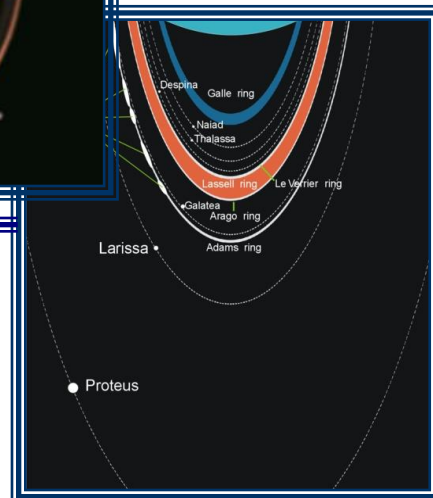 Despina
Galle ring
Naiad
Thalassa
Lassell ring
Le Verrier ring
Galatea
Arago ring
Adams ring
Larissa
Proteus